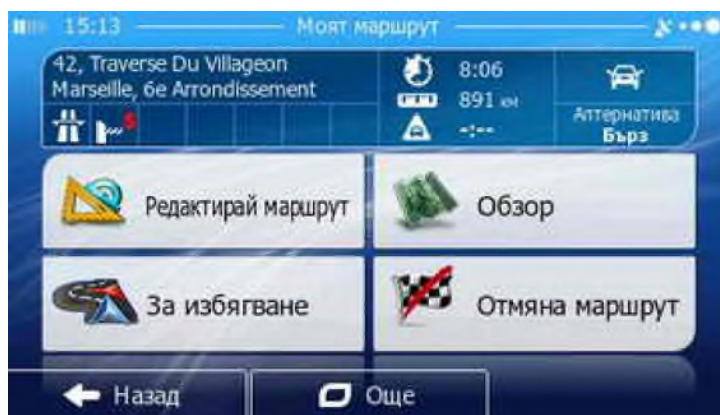 15:13 Моят маршрут
42, Traverse Du Villageon
Marseille, 6e Arrondissement
8:06
891 км
-:--
Алтернатива
Бърз
$
Редактирай маршрут
Обзор
За избягване
Отмяна маршрут
Назад
Още